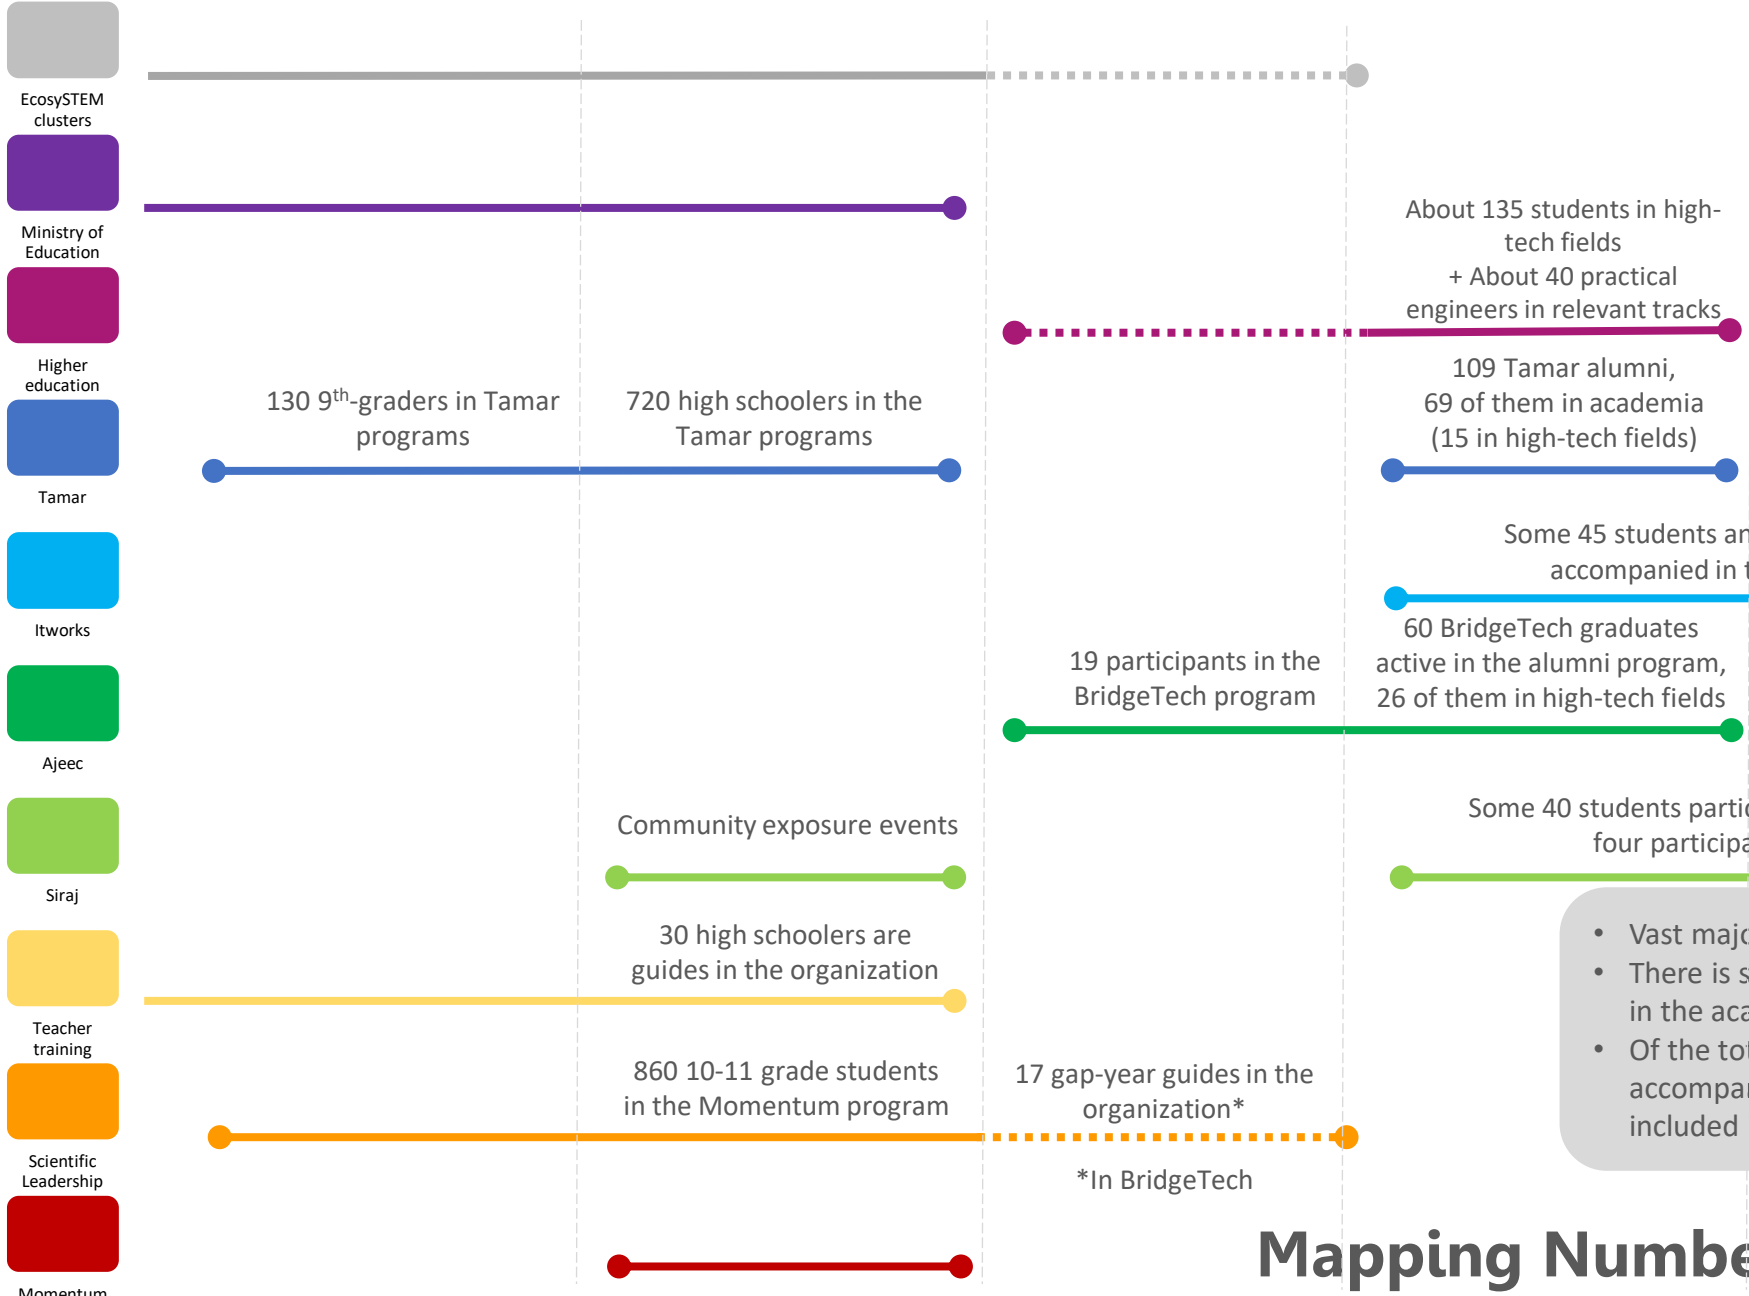 EcosySTEM
clusters
Ministry of
Education
Higher
education
Tamar
Itworks
Ajeec
Siraj
Teacher
training
Scientific
Leadership
Momentum
About 135 students in high-
tech fields
+ About 40 practical
engineers in relevant tracks
130 9th-graders in Tamar
programs
720 high schoolers in the
Tamar programs
109 Tamar alumni,
69 of them in academia
(15 in high-tech fields)
Some 45 students
accompanied in
19 participants in the
BridgeTech program
60 BridgeTech graduates
active in the alumni program,
26 of them in high-tech fields
Community exposure events
Some 40 students
four
30 high schoolers are
guides in the organization
860 10-11 grade students
in the Momentum program
17 gap-year guides in the
organization*
*In BridgeTech
• Vast
• There is
in the
• Of the
included
Mapping